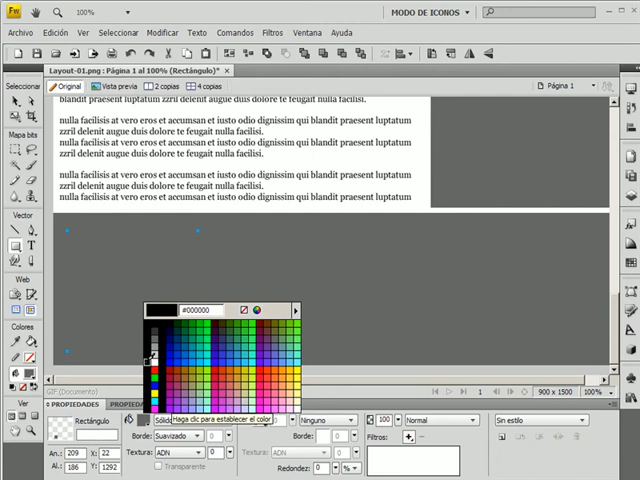 Fw
100%
MODO DE ICONOS
Archivo Edición Ver Seleccionar Modificar Texto Comandos Filtros Ventana Ayuda
Layout-01.png : Página 1 al 100% (Rectángulo)*
Seleccionar
Original Vista previa 2 copias 4 copias
Página 1
blandit praesent luptatum zzril delenit augue duis dolore te feugait nulla facilisi.
nulla facilisis at vero eros et accumsan et iusto odio dignissim qui blandit praesent luptatum
zzril delenit augue duis dolore te feugait nulla facilisi.
nulla facilisis at vero eros et accumsan et iusto odio dignissim qui blandit praesent luptatum
zzril delenit augue duis dolore te feugait nulla facilisi.
nulla facilisis at vero eros et accumsan et iusto odio dignissim qui blandit praesent luptatum
zzril delenit augue duis dolore te feugait nulla facilisi.
nulla facilisis at vero eros et accumsan et iusto odio dignissim qui blandit praesent luptatum
Mapa bits
Vector
T
Web
Colores
Ver
#000000
GIF (Documento)
1
900 x 1500
100%
PROPIEDADES
Rectángulo
Haga clic para establecer el color
Ninguno
100
Normal
Sin estilo
Borde: Suavizado 0
Borde: 0
Filtros:
An.: 209 X: 22
Textura: ADN 0
Textura: ADN 0
Al.: 186 Y: 1292
Transparente
Redondez: 0 %